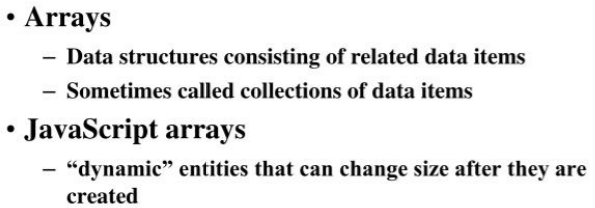 • Arrays
– Data structures consisting of related data items
– Sometimes called collections of data items
• JavaScript arrays
– “dynamic” entities that can change size after they are
created